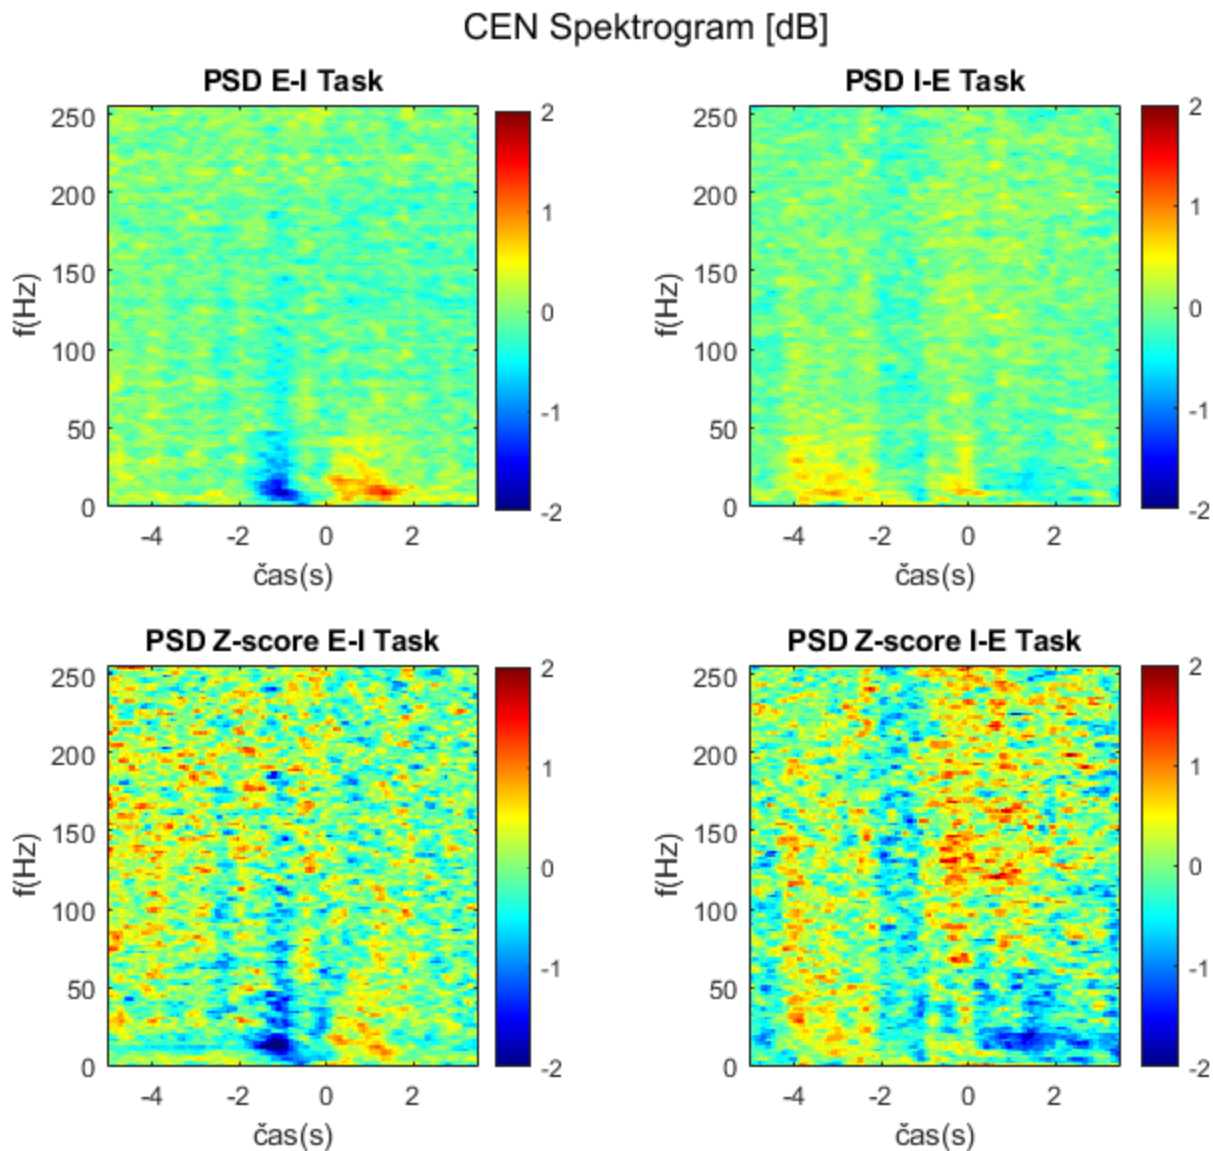 CEN Spektrogram [dB]
PSD E-I Task
PSD I-E Task
250
200
150
100
50
0
f(Hz)
-4 -2 0 2
čas(s)
2
1
0
-1
-2
250
200
150
100
50
0
f(Hz)
-4 -2 0 2
čas(s)
2
1
0
-1
-2
PSD Z-score E-I Task
PSD Z-score I-E Task
250
200
150
100
50
0
f(Hz)
-4 -2 0 2
čas(s)
2
1
0
-1
-2
250
200
150
100
50
0
f(Hz)
-4 -2 0 2
čas(s)
2
1
0
-1
-2